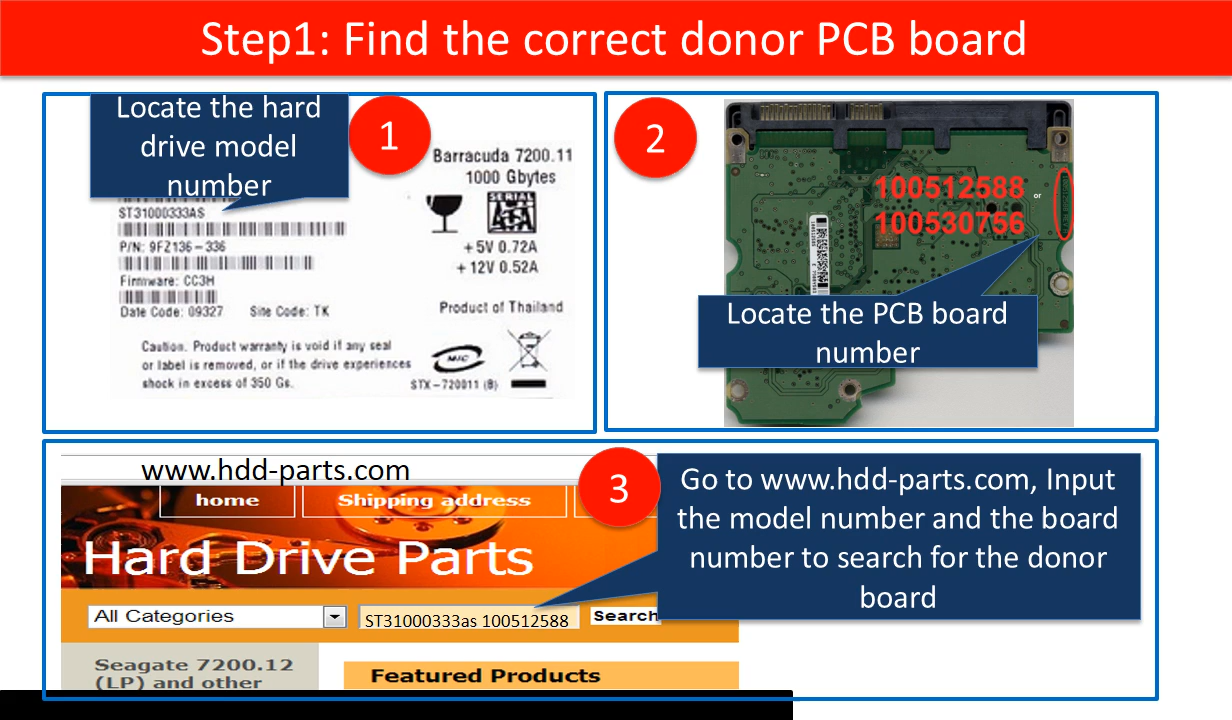 Step1: Find the correct donor PCB board
Locate the hard
drive model
number
1
Barracuda 7200.11
1000 Gbytes
ST31000333AS
SERIAL
SATA
P/N: 9FZ136-336
+5V 0.72A
+12V 0.52A
Firmware: CC3H
Date Code: 09327 Site Code: TK
Product of Thailand
Caution. Product warranty is void if any seal
or label is removed, or if the drive experiences
shock in excess of 350 Gs.
MIC
STX-720011 (B)
2
100512588 or
100530756
Locate the PCB board
number
www.hdd-parts.com
home
Shipping address
Hard Drive Parts
All Categories
ST31000333as 100512588
Search
Seagate 7200.12
(LP) and other
Featured Products
3
Go to www.hdd-parts.com, Input
the model number and the board
number to search for the donor
board